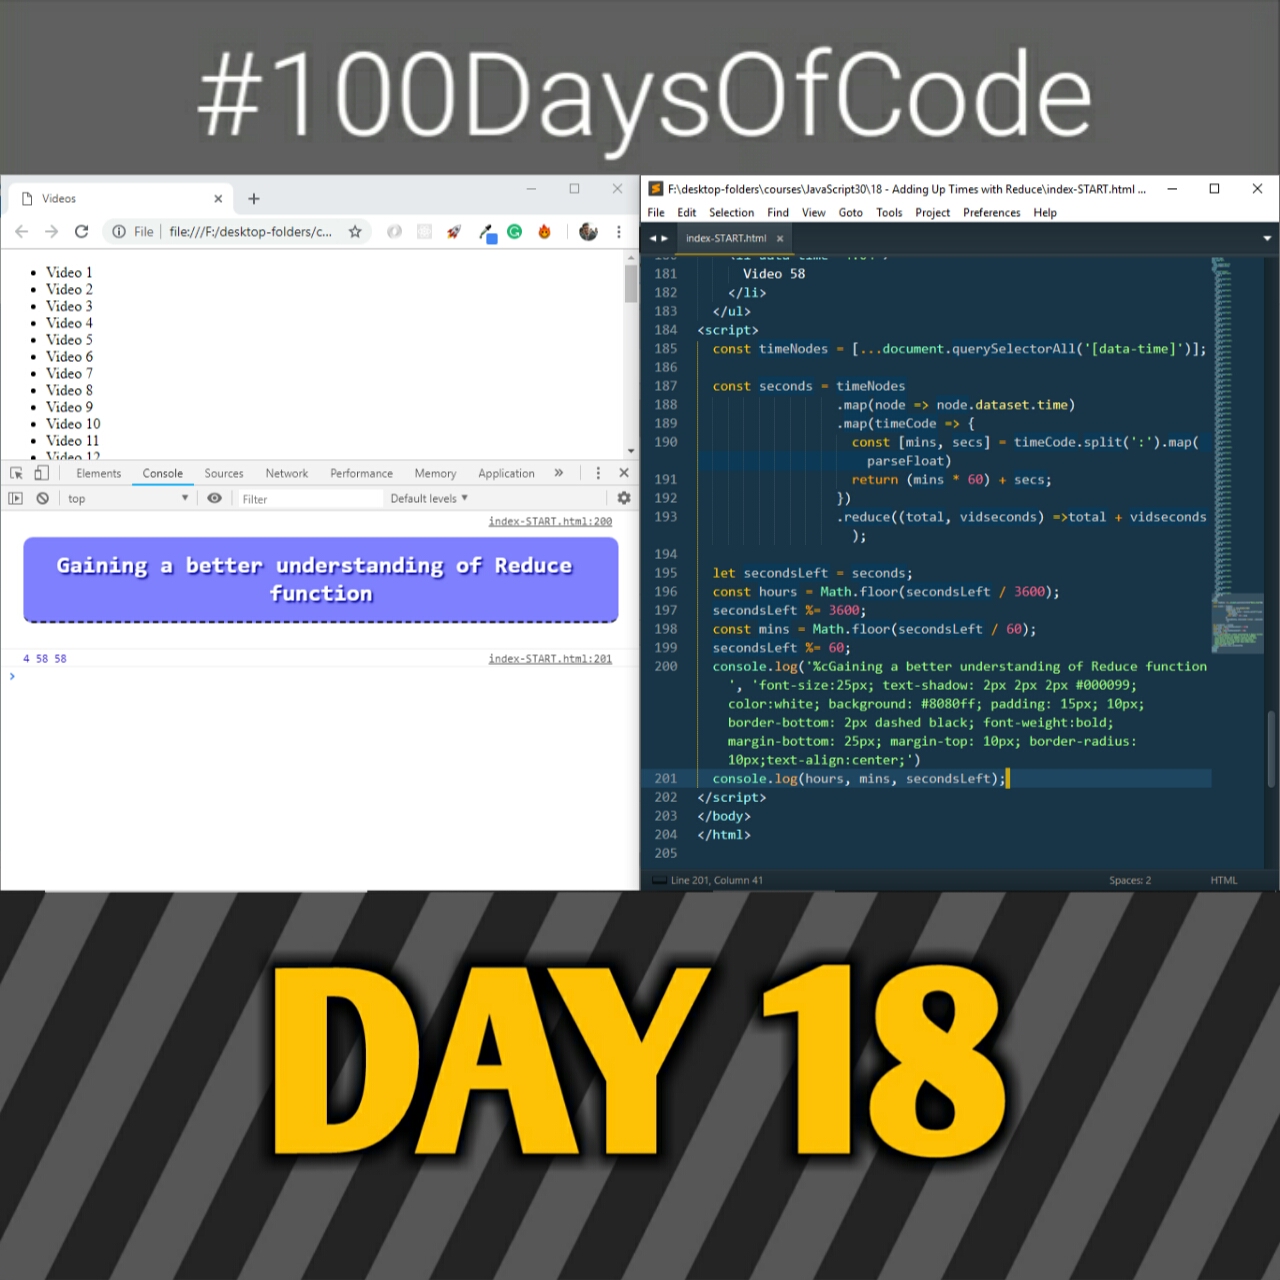 #100DaysOfCode
Videos
File
file:///F:/desktop-folders/c...
Video 1
Video 2
Video 3
Video 4
Video 5
Video 6
Video 7
Video 8
Video 9
Video 10
Video 11
Video 12
Elements Console Sources Network Performance Memory Application »
top
Filter
Default levels
index-START.html:200
Gaining a better understanding of Reduce
function
4 58 58 index-START.html:201
F:\desktop-folders\courses\JavaScript30\18 - Adding Up Times with Reduce\index-START.html ...
File Edit Selection Find View Goto Tools Project Preferences Help
index-START.html
181 Video 58
182 </li>
183 </ul>
184 <script>
185 const timeNodes = [...document.querySelectorAll('[data-time]')];
186
187 const seconds = timeNodes
188 .map(node => node.dataset.time)
189 .map(timeCode => {
190 const [mins, secs] = timeCode.split(':').map(
parseFloat)
191 return (mins * 60) + secs;
192 })
193 .reduce((total, vidseconds) =>total + vidseconds
);
194
195 let secondsLeft = seconds;
196 const hours = Math.floor(secondsLeft / 3600);
197 secondsLeft %= 3600;
198 const mins = Math.floor(secondsLeft / 60);
199 secondsLeft %= 60;
200 console.log('%cGaining a better understanding of Reduce function
', 'font-size:25px; text-shadow: 2px 2px 2px #000099;
color:white; background: #8080ff; padding: 15px; 10px;
border-bottom: 2px dashed black; font-weight:bold;
margin-bottom: 25px; margin-top: 10px; border-radius:
10px;text-align:center;')
201 console.log(hours, mins, secondsLeft);
202 </script>
203 </body>
204 </html>
205
Line 201, Column 41 Spaces: 2 HTML
DAY 18